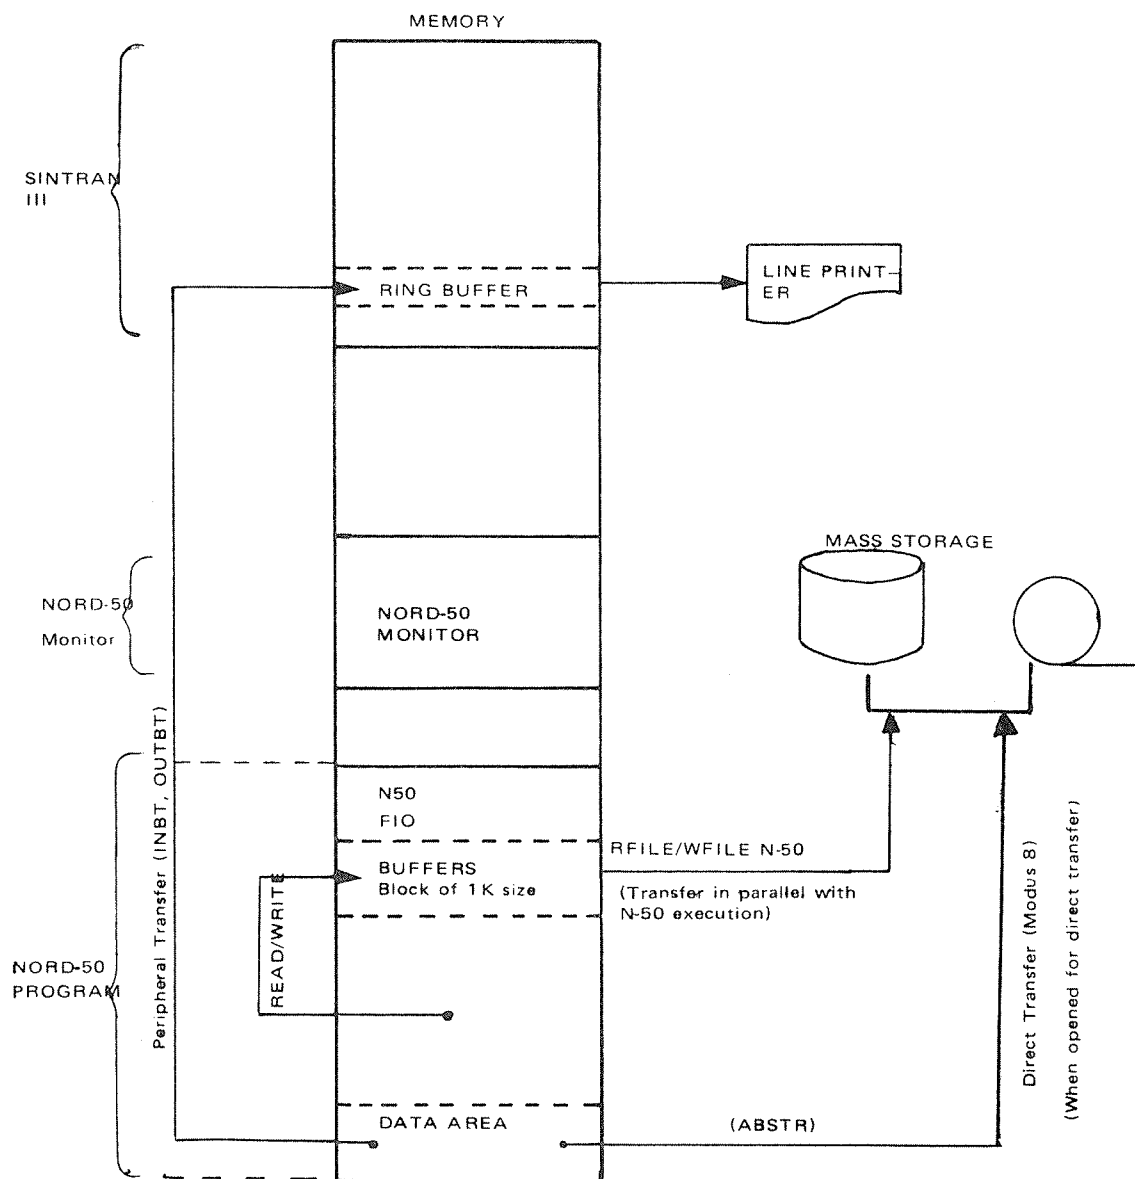 MEMORY
SINTRAN
III
RING BUFFER
LINE PRINT-
ER
MASS STORAGE
NORD-50
Monitor
NORD-50
MONITOR
Peripheral Transfer (INBT, OUTBT)
N50
FIO
BUFFERS
Block of 1K size
READ/WRITE
RFILE/WFILE N-50
(Transfer in parallel with
N-50 execution)
Direct Transfer (Modus 8)
(When opened for direct transfer)
NORD-50
PROGRAM
DATA AREA
(ABSTR)